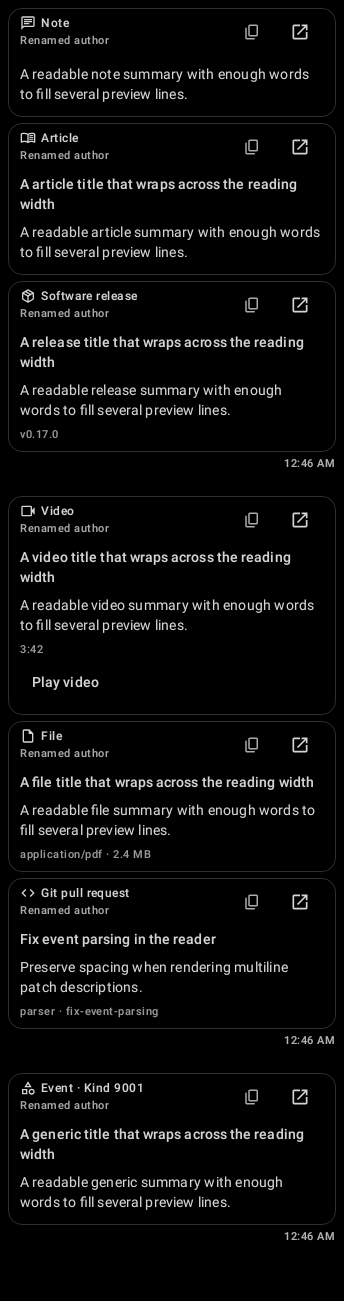 Note
Renamed author
A readable note summary with enough words
to fill several preview lines.
Article
Renamed author
A article title that wraps across the reading
width
A readable article summary with enough words
to fill several preview lines.
Software release
Renamed author
A release title that wraps across the reading
width
A readable release summary with enough
words to fill several preview lines.
v0.17.0
12:46 AM
Video
Renamed author
A video title that wraps across the reading
width
A readable video summary with enough words
to fill several preview lines.
3:42
Play video
File
Renamed author
A file title that wraps across the reading width
A readable file summary with enough words to
fill several preview lines.
application/pdf · 2.4 MB
Git pull request
Renamed author
Fix event parsing in the reader
Preserve spacing when rendering multiline
patch descriptions.
parser · fix-event-parsing
12:46 AM
Event · Kind 9001
Renamed author
A generic title that wraps across the reading
width
A readable generic summary with enough
words to fill several preview lines.
12:46 AM